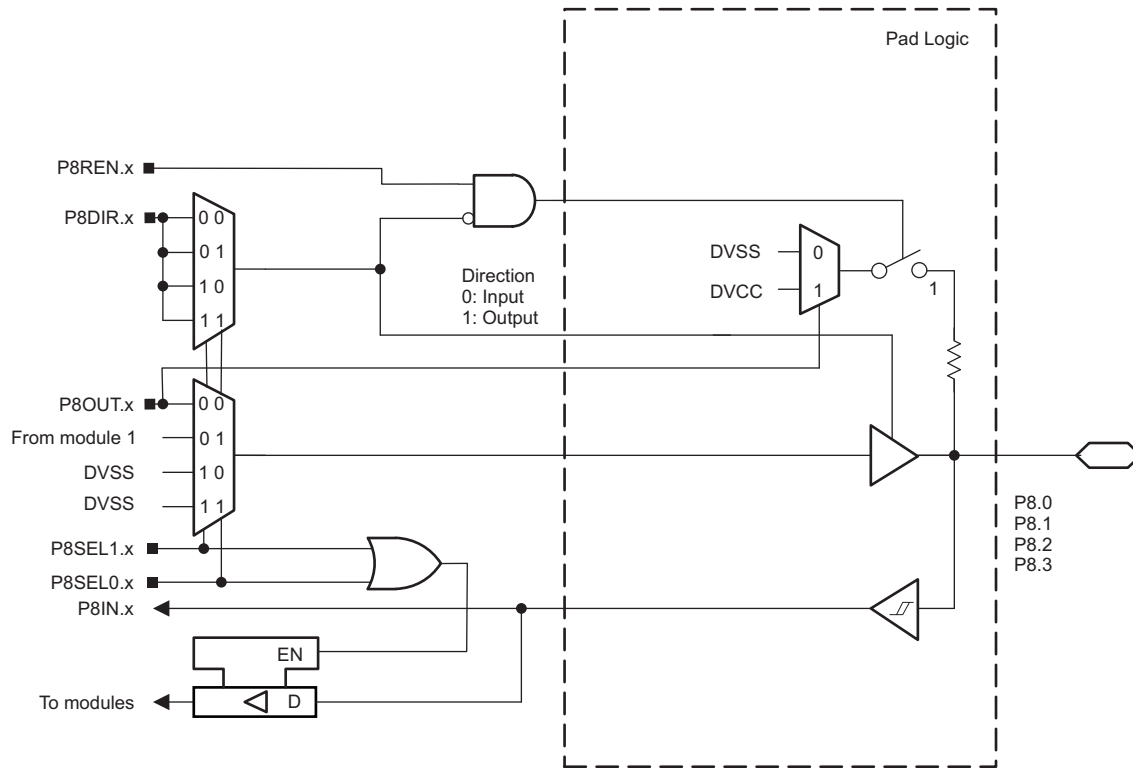 Pad Logic
P8REN.x
P8DIR.x
0 0
0 1
1 0
1 1
Direction
0: Input
1: Output
DVSS
0
DVCC
1
1
P8OUT.x
0 0
From module 1
0 1
DVSS
1 0
DVSS
1 1
P8.0
P8.1
P8.2
P8.3
P8SEL1.x
P8SEL0.x
P8IN.x
EN
To modules
D